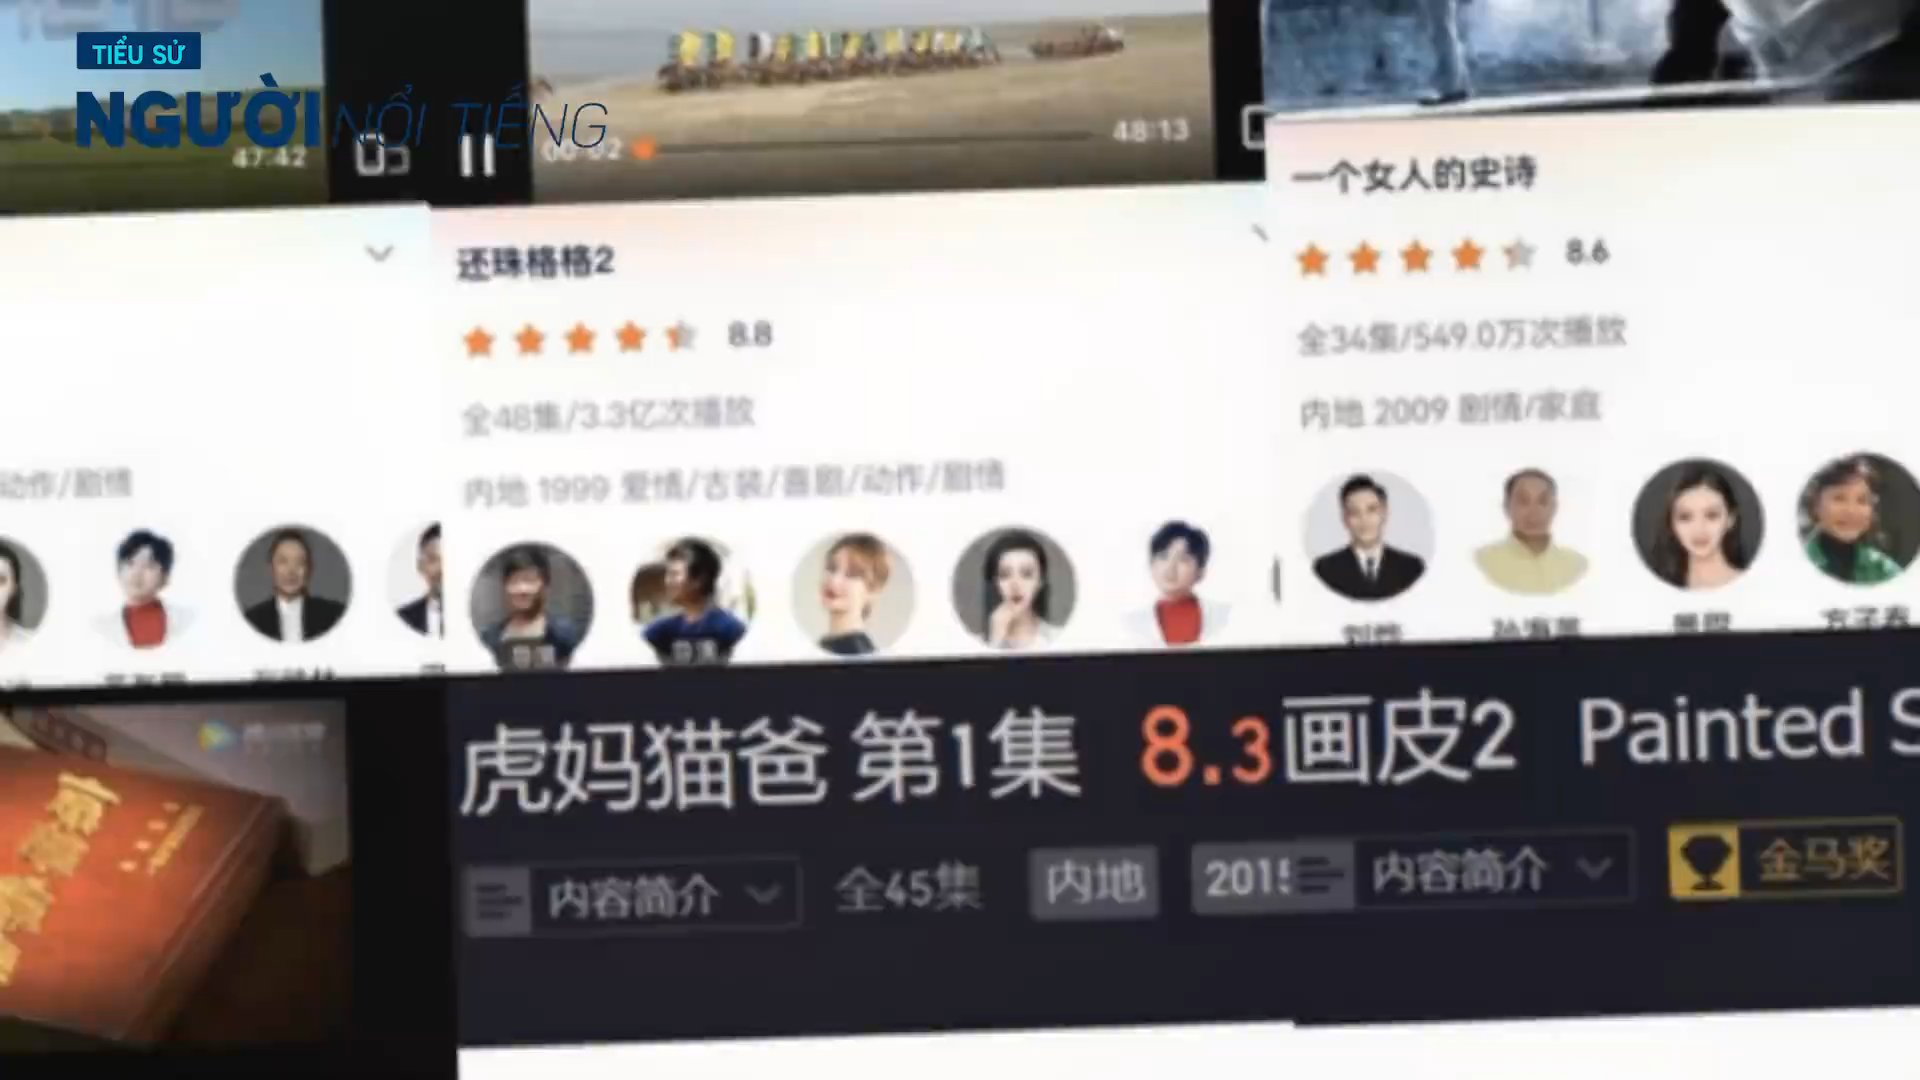 TIỂU SỬ
NGƯỜI NỔI TIẾNG
47:42
48:13
一个女人的史诗
8.6
全34集/549.0万次播放
内地 2009 剧情/家庭
还珠格格2
8.8
全48集/3.3亿次播放
内地 1999 爱情/古装/喜剧/动作/剧情
动作/剧情
虎妈猫爸 第1集 8.3
内容简介 全45集 内地 2015
画皮2 Painted S
内容简介 金马奖